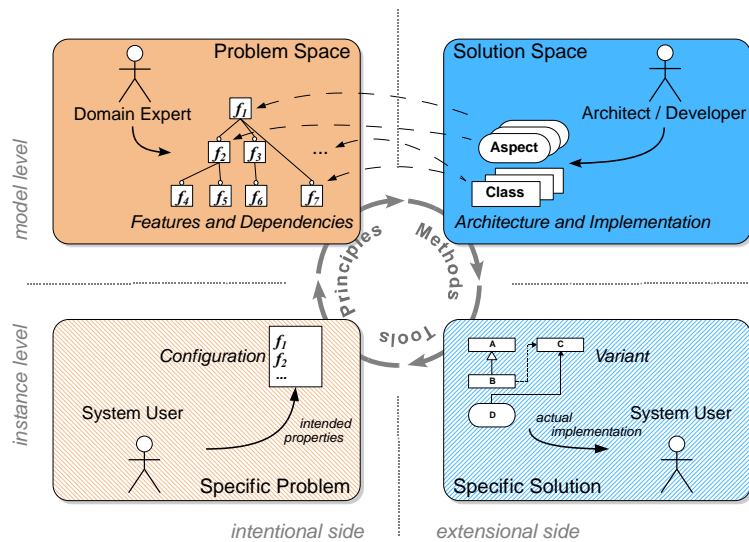 Problem Space
Domain Expert
f1
f2
f3
...
f4
f5
f6
f7
Features and Dependencies
Solution Space
Architect / Developer
Aspect
Class
Architecture and Implementation
model level
Principles
Methods
Tools
instance level
Configuration
f1
f2
...
System User
intended
properties
Specific Problem
A
C
B
D
Variant
actual
implementation
System User
Specific Solution
intentional side
extensional side